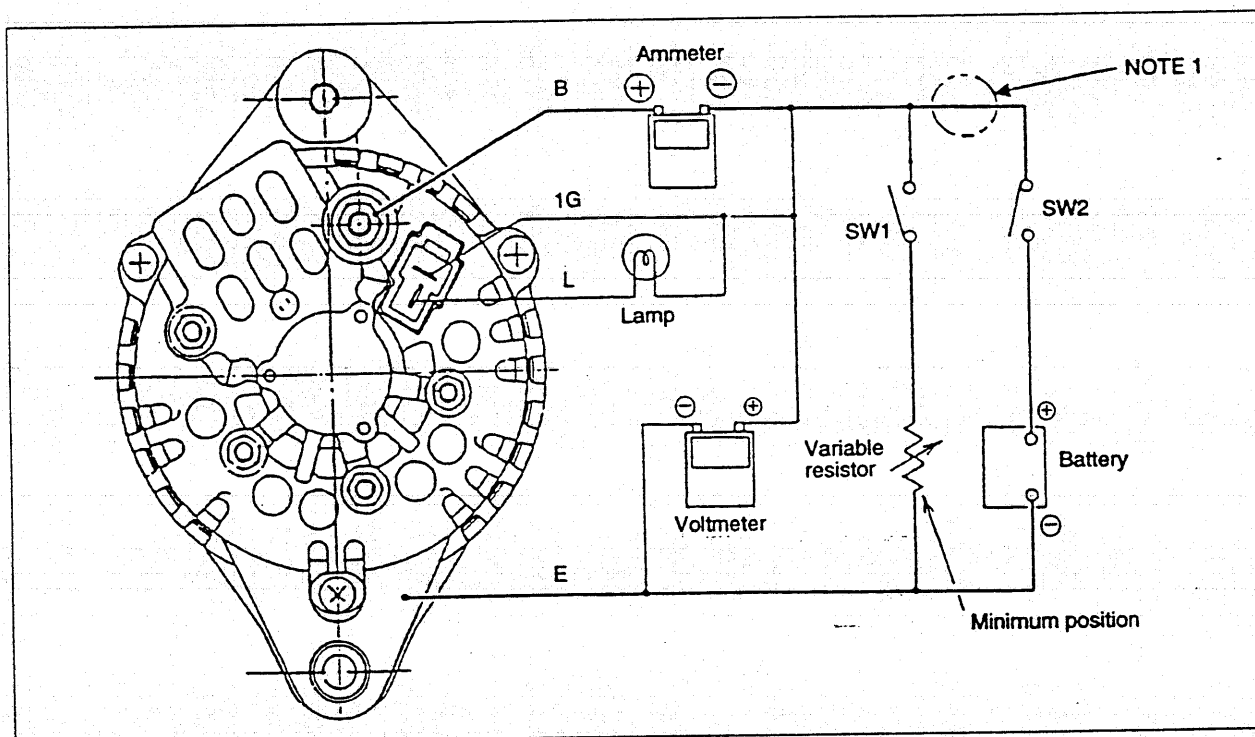 Ammeter
NOTE 1
B
⊕
⊖
1G
SW1
SW2
L
Lamp
⊖
⊕
Voltmeter
Variable
resistor
⊕
Battery
⊖
E
Minimum position